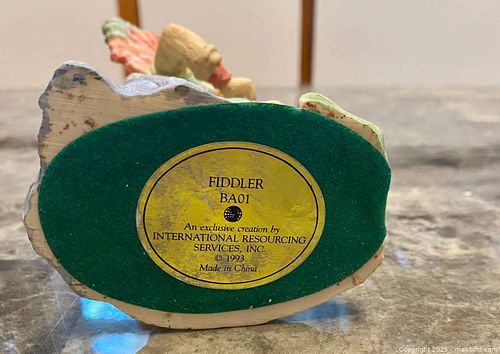 FIDDLER
BA01
An exclusive creation by
INTERNATIONAL RESOURCING
SERVICES, INC.
© 1993
Made in China
Copyright 2025 - maxsold.com